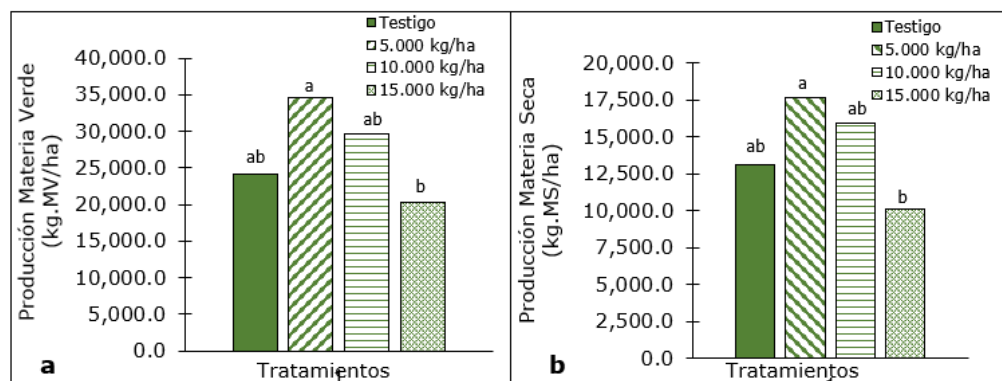 Testigo
5.000 kg/ha
10.000 kg/ha
15.000 kg/ha
Producción Materia Verde
(kg.MV/ha)
40,000.0
35,000.0
30,000.0
25,000.0
20,000.0
15,000.0
10,000.0
5,000.0
0.0
ab
a
ab
b
a
Tratamientos
1
Testigo
5.000 kg/ha
10.000 kg/ha
15.000 kg/ha
Producción Materia Seca
(kg.MS/ha)
20,000.0
17,500.0
15,000.0
12,500.0
10,000.0
7,500.0
5,000.0
2,500.0
0.0
ab
a
ab
b
b
Tratamientos